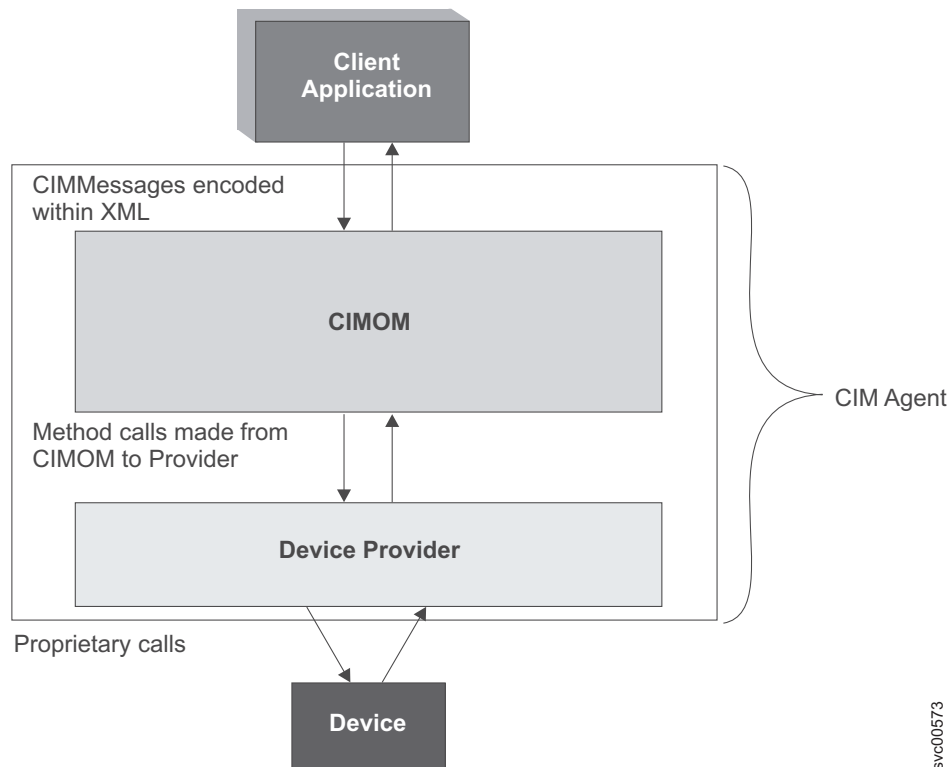 Client
Application
CIMMessages encoded
within XML
CIMOM
CIM Agent
Method calls made from
CIMOM to Provider
Device Provider
Proprietary calls
Device
svc00573